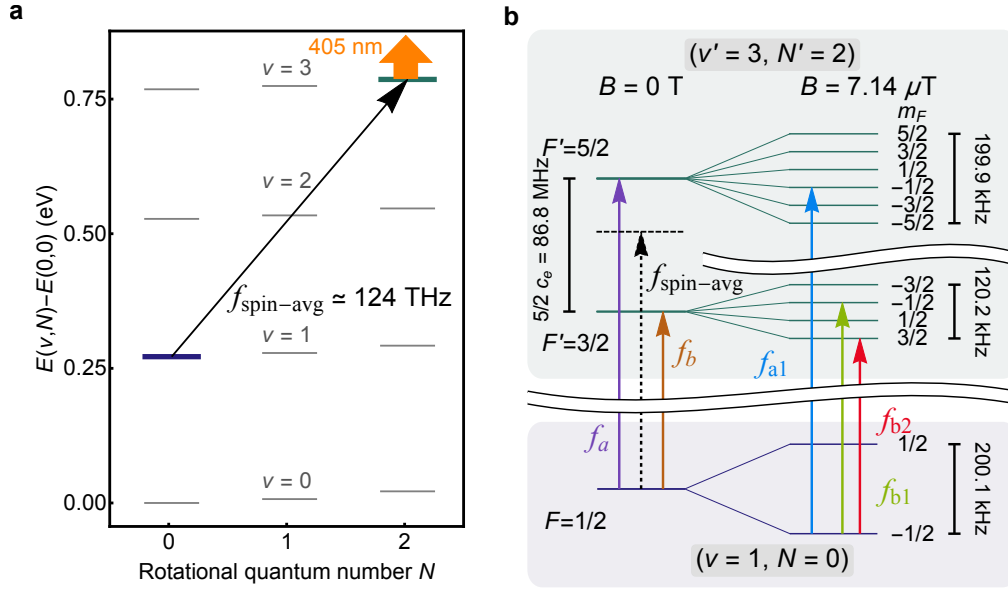 a
405 nm
v = 3
0.75
v = 2
0.50
f_spin−avg ≃ 124 THz
v = 1
0.25
v = 0
0.00
E(v,N)−E(0,0) (eV)
0 1 2
Rotational quantum number N
b
(v' = 3, N' = 2)
B = 0 T B = 7.14 μT
m_F
5/2
3/2
1/2
−1/2
−3/2
−5/2
199.9 kHz
F'=5/2
5/2 c_e = 86.8 MHz
f_spin−avg
F'=3/2
−3/2
−1/2
1/2
3/2
120.2 kHz
f_b
f_a1
f_a
f_b2
f_b1
1/2
−1/2
200.1 kHz
F=1/2
(v = 1, N = 0)